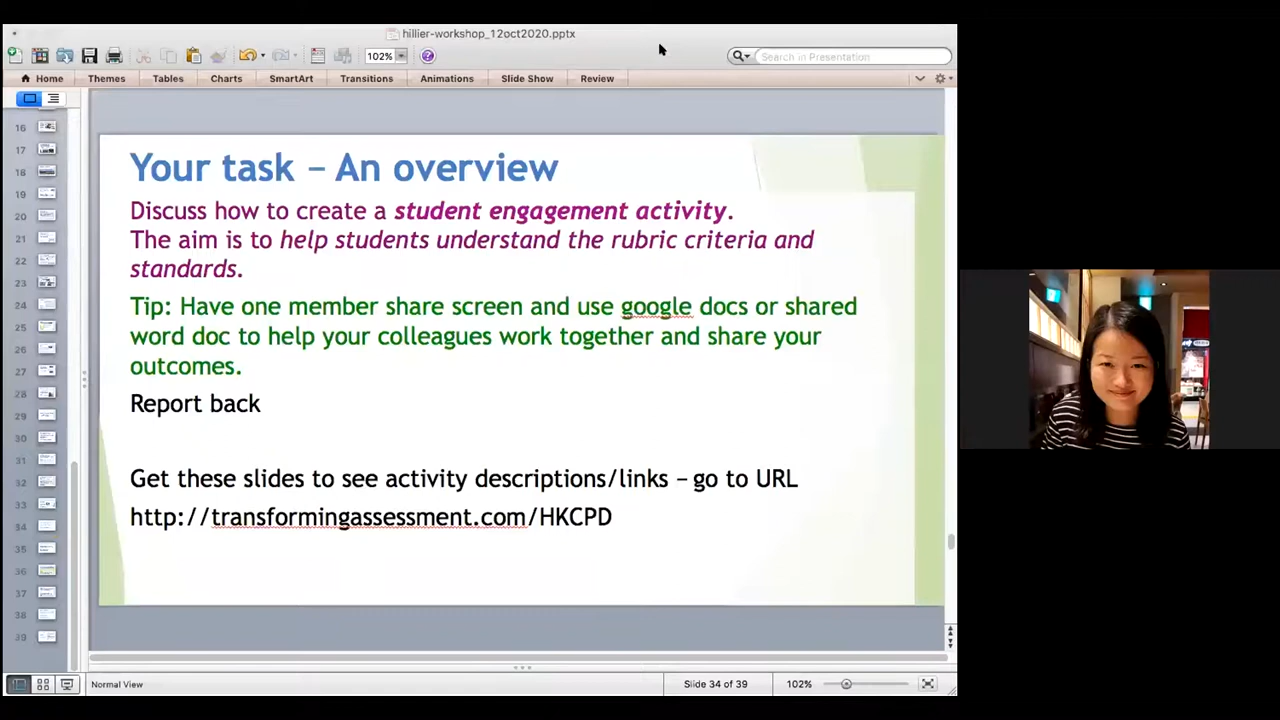 hillier-workshop_12oct2020.pptx
102%
Search in Presentation
Home Themes Tables Charts SmartArt Transitions Animations Slide Show Review
16
17
18
19
20
21
22
23
24
25
26
27
28
29
30
31
32
33
34
35
36
37
38
39
Your task – An overview
Discuss how to create a student engagement activity.
The aim is to help students understand the rubric criteria and
standards.
Tip: Have one member share screen and use google docs or shared
word doc to help your colleagues work together and share your
outcomes.
Report back
Get these slides to see activity descriptions/links – go to URL
http://transformingassessment.com/HKCPD
Normal View Slide 34 of 39 102%